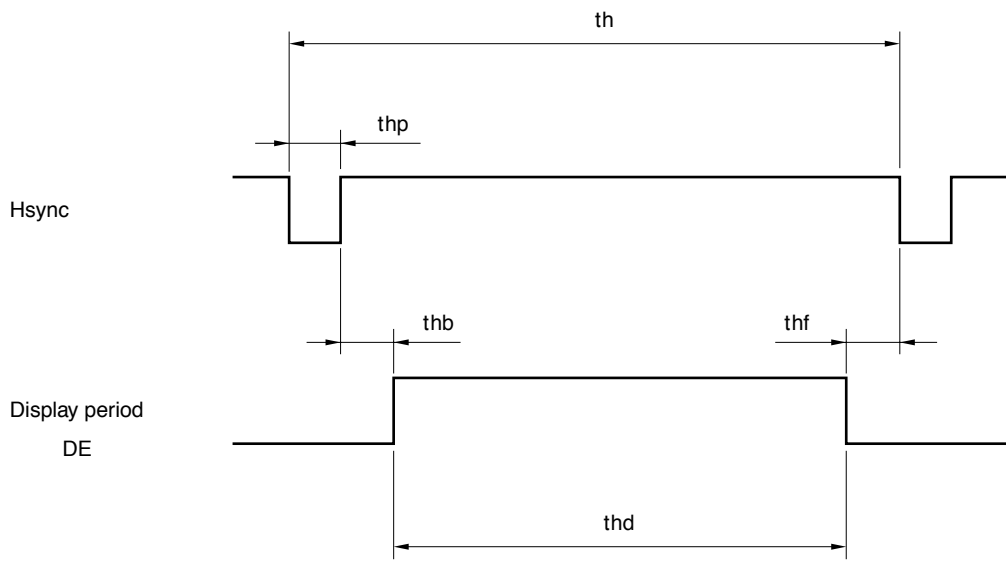 th
thp
Hsync
thb
thf
Display period
DE
thd